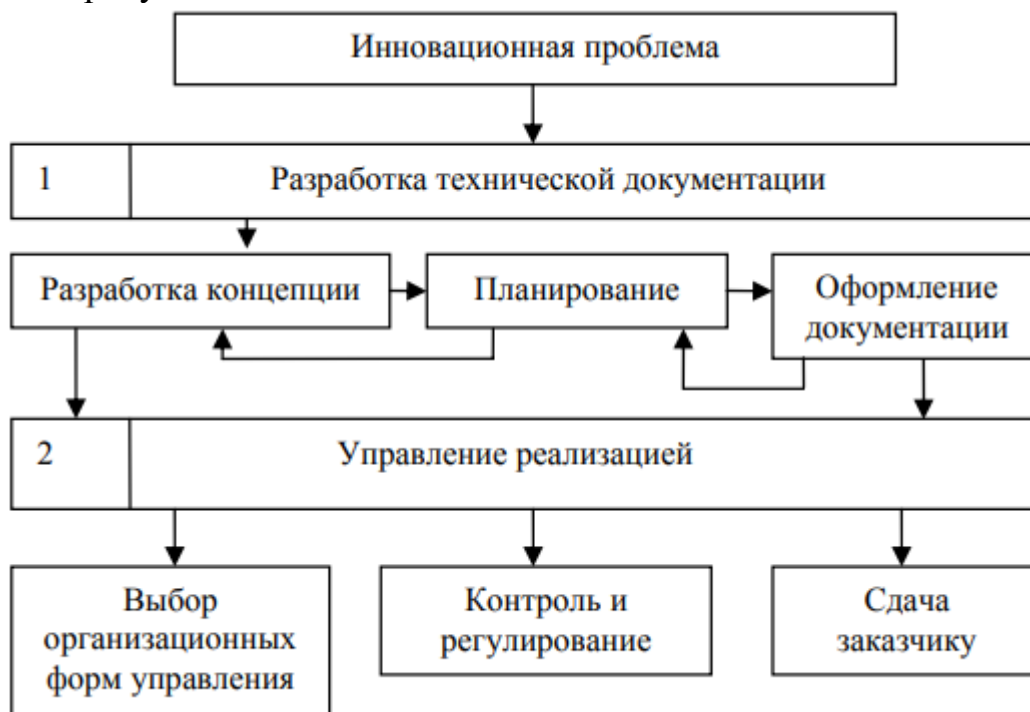 Инновационная проблема
1
Разработка технической документации
Разработка концепции
Планирование
Оформление
документации
2
Управление реализацией
Выбор
организационных
форм управления
Контроль и
регулирование
Сдача
заказчику